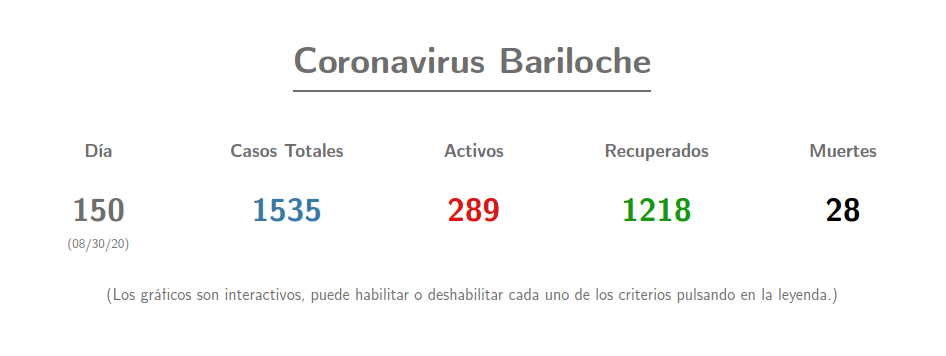 Coronavirus Bariloche
Día Casos Totales Activos Recuperados Muertes
150 1535 289 1218 28
(08/30/20)
(Los gráficos son interactivos, puede habilitar o deshabilitar cada uno de los criterios pulsando en la leyenda.)